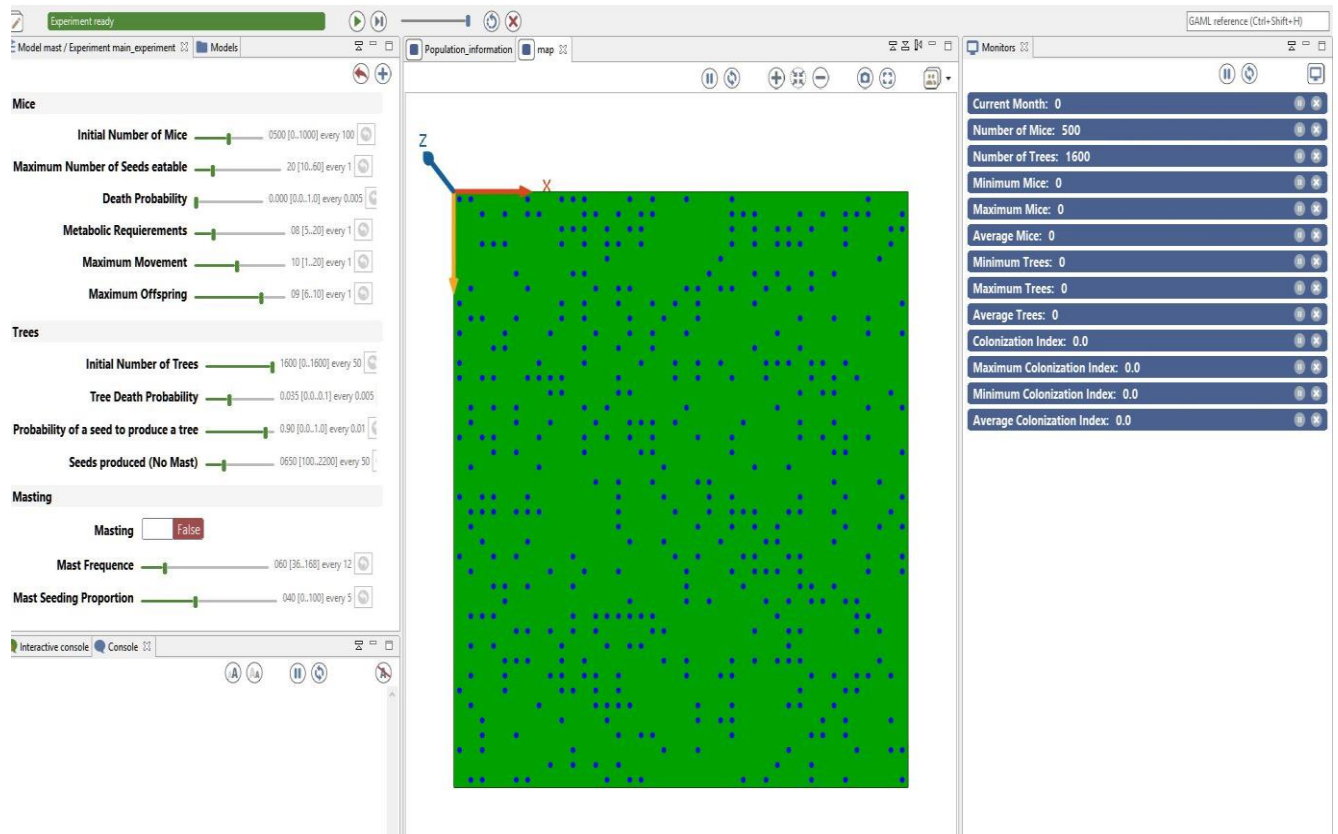 Experiment ready
GAML reference (Ctrl+Shift+H)
Model mast / Experiment main_experiment
Models
Mice
Initial Number of Mice 0500 [0..1000] every 100
Maximum Number of Seeds eatable 20 [10..60] every 1
Death Probability 0.000 [0.0..1.0] every 0.005
Metabolic Requierements 08 [5..20] every 1
Maximum Movement 10 [1..20] every 1
Maximum Offspring 09 [6..10] every 1
Trees
Initial Number of Trees 1600 [0..1600] every 50
Tree Death Probability 0.035 [0.0..0.1] every 0.005
Probability of a seed to produce a tree 0.90 [0.0..1.0] every 0.01
Seeds produced (No Mast) 0650 [100..2200] every 50
Masting
Masting False
Mast Frequence 060 [36..168] every 12
Mast Seeding Proportion 040 [0..100] every 5
Interactive console
Console
A
AA
A
Population_information
map
Z
X
Monitors
Current Month: 0
Number of Mice: 500
Number of Trees: 1600
Minimum Mice: 0
Maximum Mice: 0
Average Mice: 0
Minimum Trees: 0
Maximum Trees: 0
Average Trees: 0
Colonization Index: 0.0
Maximum Colonization Index: 0.0
Minimum Colonization Index: 0.0
Average Colonization Index: 0.0